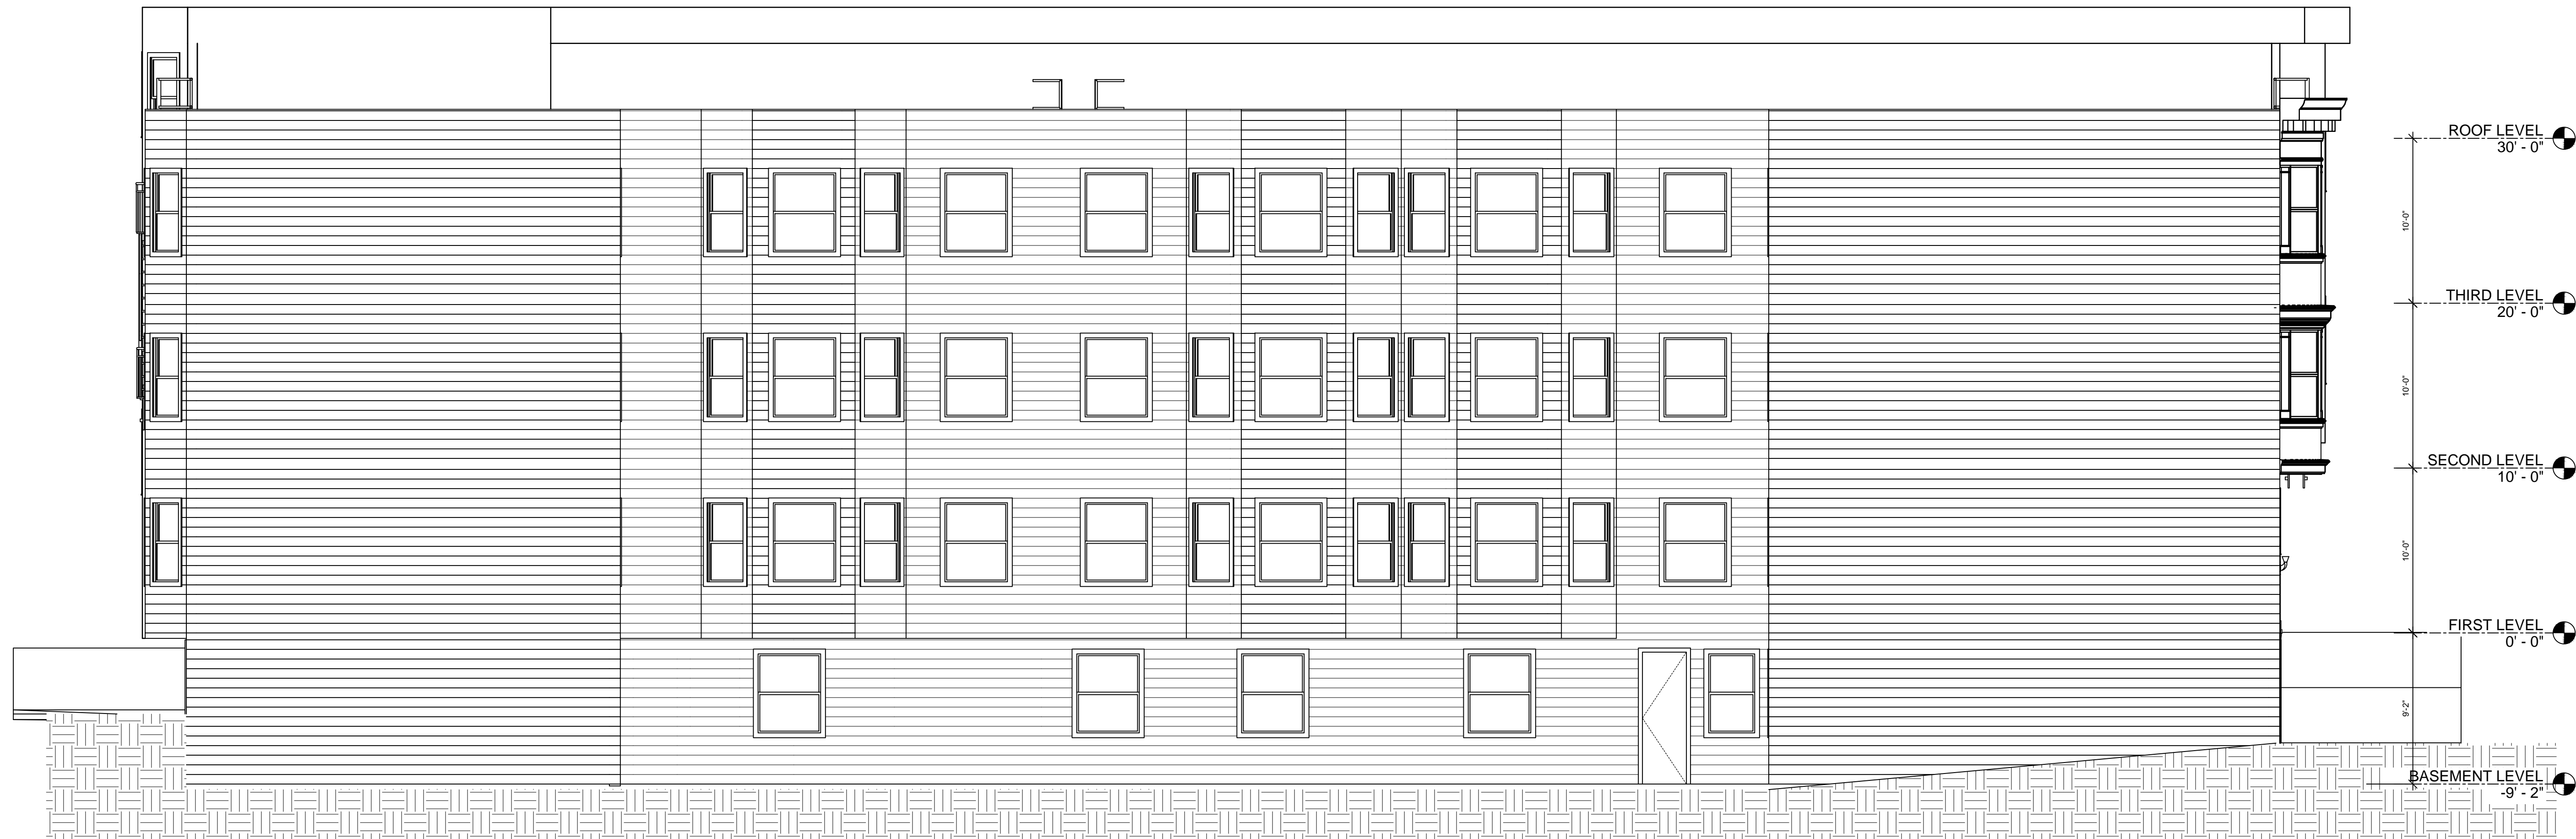 ROOF LEVEL
30' - 0"
10'-0"
THIRD LEVEL
20' - 0"
10'-0"
SECOND LEVEL
10' - 0"
10'-0"
FIRST LEVEL
0' - 0"
9'-2"
BASEMENT LEVEL
-9' - 2"